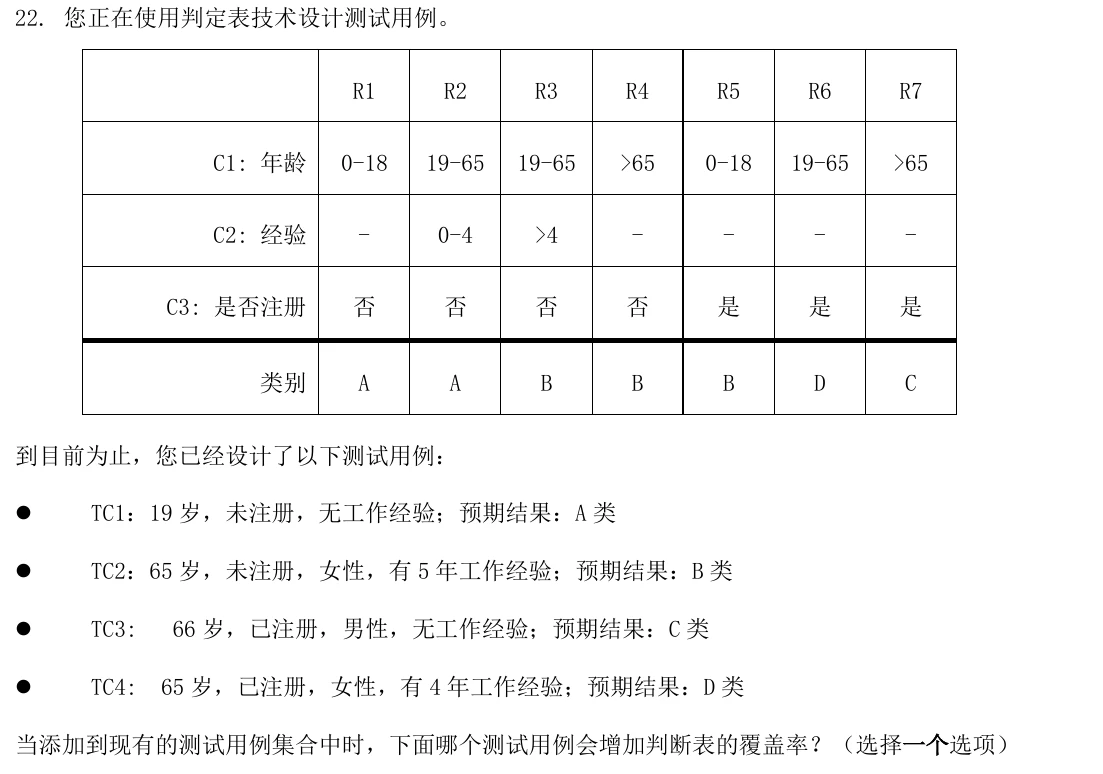 22. 您正在使用判定表技术设计测试用例。
R1 R2 R3 R4 R5 R6 R7
C1: 年龄 0-18 19-65 19-65 >65 0-18 19-65 >65
C2: 经验 - 0-4 >4 - - - -
C3: 是否注册 否 否 否 否 是 是 是
类别 A A B B B D C
到目前为止，您已经设计了以下测试用例：
● TC1：19 岁，未注册，无工作经验；预期结果：A 类
● TC2：65 岁，未注册，女性，有 5 年工作经验；预期结果：B 类
● TC3: 66 岁，已注册，男性，无工作经验；预期结果：C 类
● TC4: 65 岁，已注册，女性，有 4 年工作经验；预期结果：D 类
当添加到现有的测试用例集合中时，下面哪个测试用例会增加判断表的覆盖率？（选择一个选项）